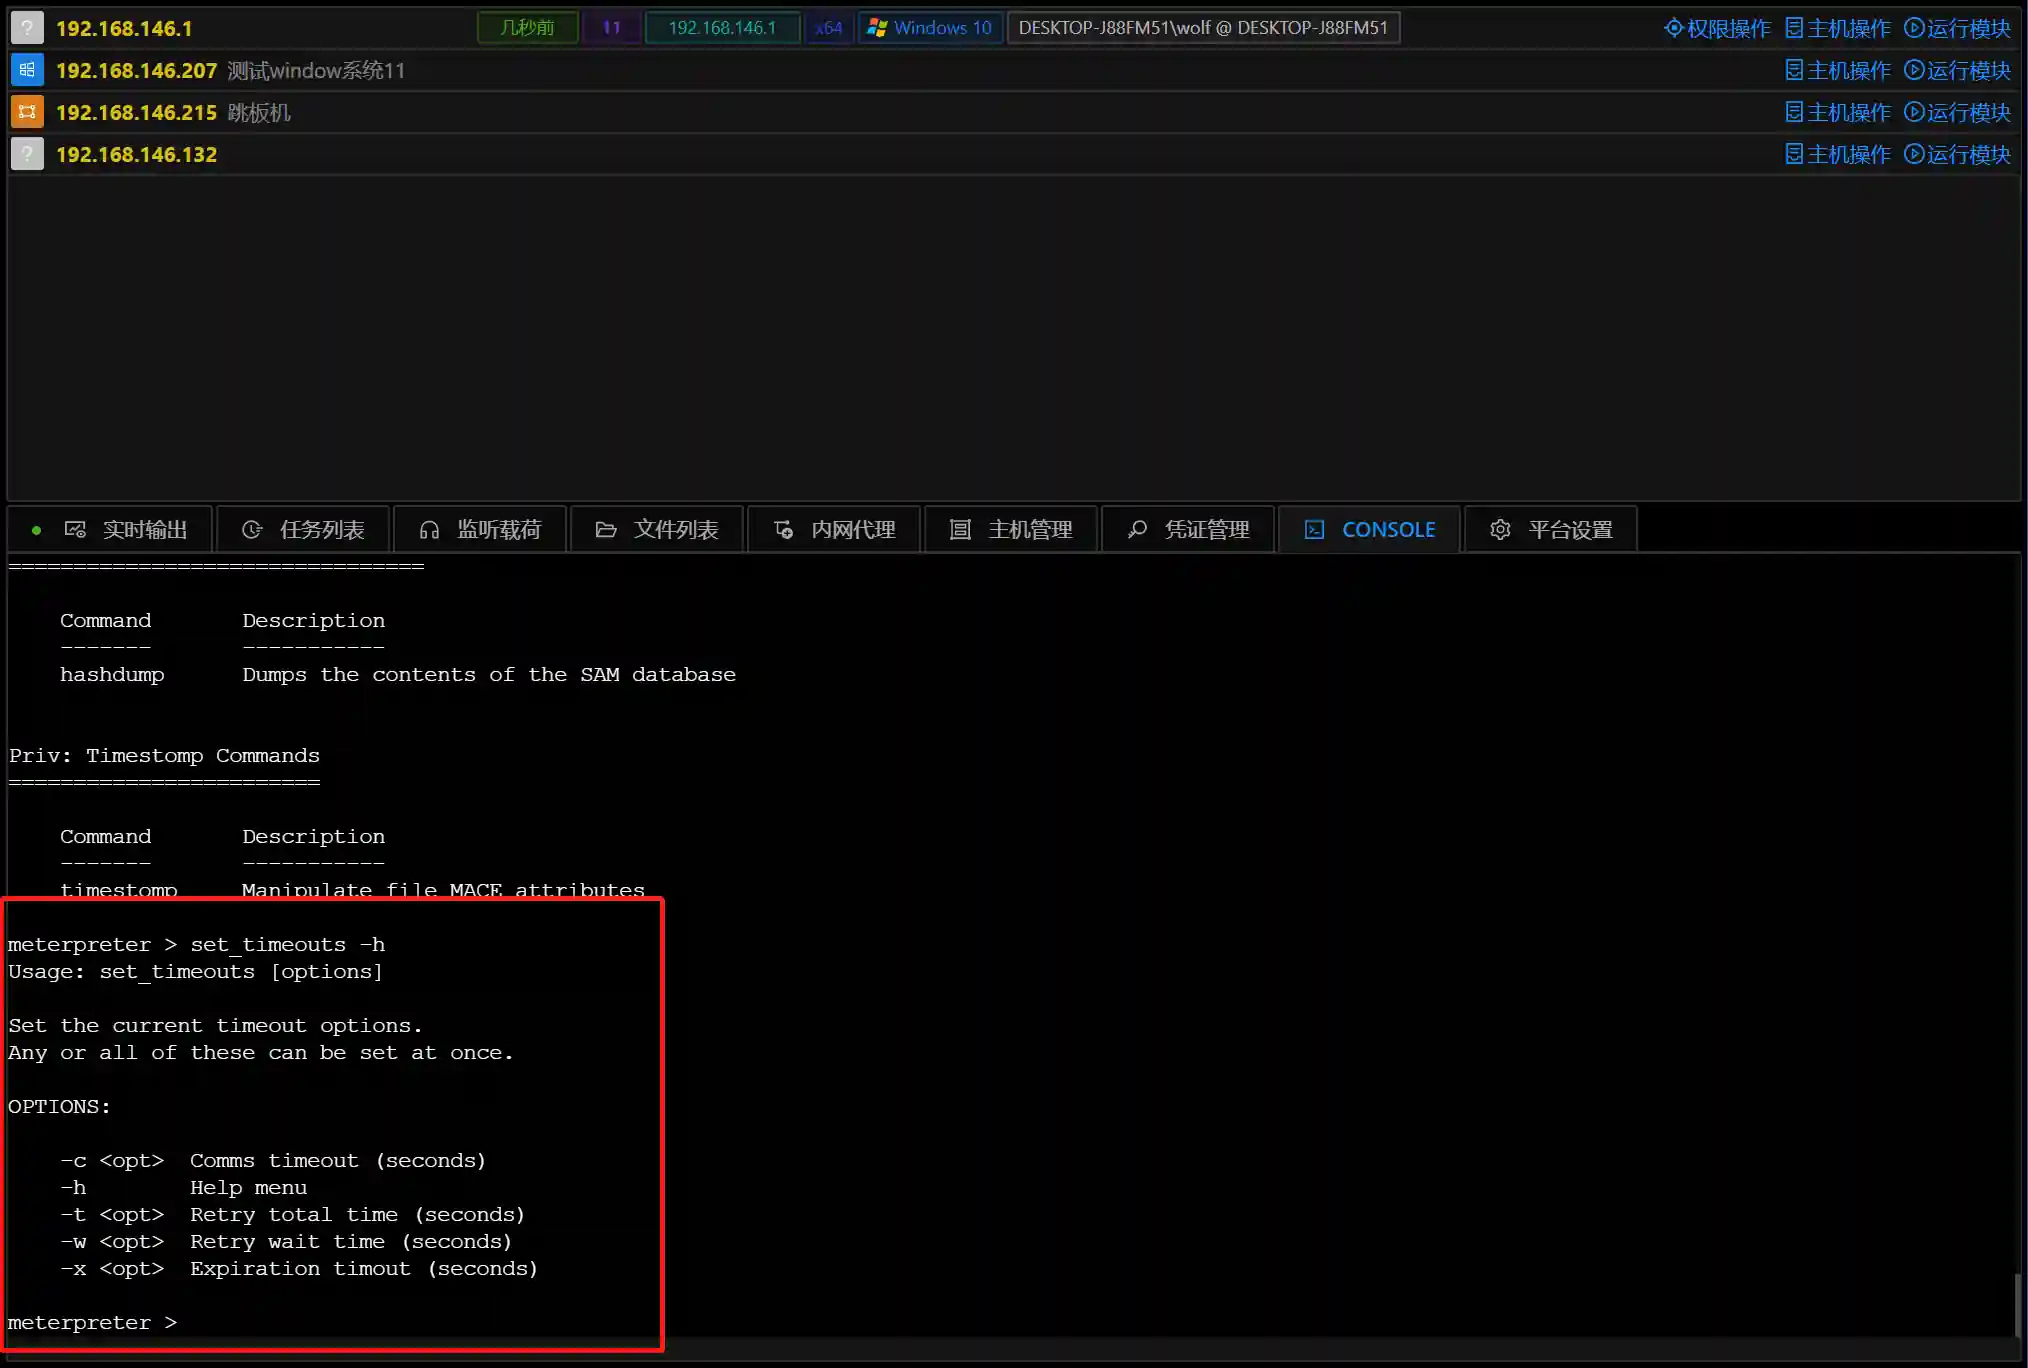 192.168.146.1 几秒前 11 192.168.146.1 x64 Windows 10 DESKTOP-J88FM51\wolf @ DESKTOP-J88FM51 权限操作 主机操作 运行模块
192.168.146.207 测试window系统11 主机操作 运行模块
192.168.146.215 跳板机 主机操作 运行模块
192.168.146.132 主机操作 运行模块
实时输出 任务列表 监听载荷 文件列表 内网代理 主机管理 凭证管理 CONSOLE 平台设置
================================
Command Description
------- -----------
hashdump Dumps the contents of the SAM database
Priv: Timestomp Commands
========================
Command Description
------- -----------
timestomp Manipulate file MACE attributes
meterpreter > set_timeouts -h
Usage: set_timeouts [options]
Set the current timeout options.
Any or all of these can be set at once.
OPTIONS:
-c <opt> Comms timeout (seconds)
-h Help menu
-t <opt> Retry total time (seconds)
-w <opt> Retry wait time (seconds)
-x <opt> Expiration timout (seconds)
meterpreter >